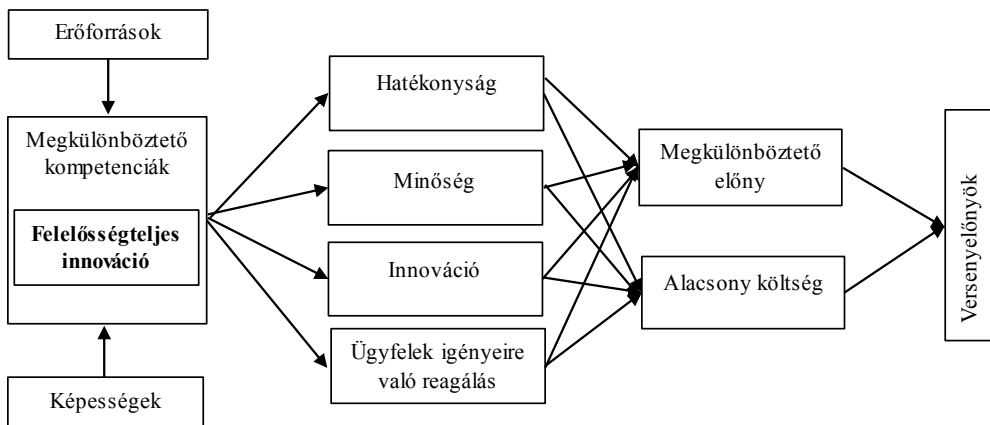 Erőforrások
Megkülönböztető
kompetenciák
Felelősségteljes
innováció
Képességek
Hatékonyság
Minőség
Innováció
Ügyfelek igényeire
való reagálás
Megkülönböztető
előny
Alacsony költség
Versenyelőnyök